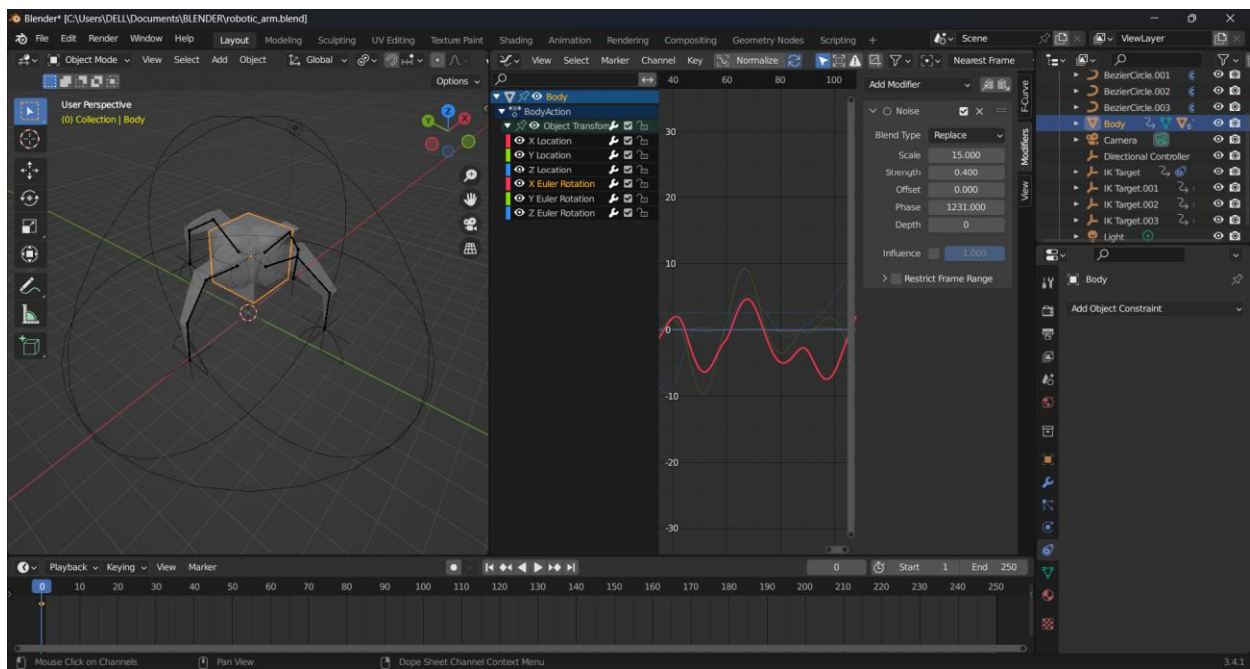 Blender* [C:\Users\DELL\Documents\BLENDER\robotic_arm.blend]
File Edit Render Window Help Layout Modeling Sculpting UV Editing Texture Paint Shading Animation Rendering Compositing Geometry Nodes Scripting + Scene ViewLayer
Object Mode View Select Add Object Global View Select Marker Channel Key Normalize Nearest Frame
Options
User Perspective
(0) Collection | Body
Z
X
Body
BodyAction
Object Transfom
X Location
Y Location
Z Location
X Euler Rotation
Y Euler Rotation
Z Euler Rotation
40 60 80 100
30
20
10
0
-10
-20
-30
Add Modifier
Noise
Blend Type Replace
Scale 15.000
Strength 0.400
Offset 0.000
Phase 1231.000
Depth 0
Influence 1.000
Restrict Frame Range
F-Curve
Modifiers
View
BezierCircle.001
BezierCircle.002
BezierCircle.003
Body
Camera
Directional Controller
IK Target
IK Target.001
IK Target.002
IK Target.003
Light
Body
Add Object Constraint
Playback Keying View Marker 0 Start 1 End 250
0 10 20 30 40 50 60 70 80 90 100 110 120 130 140 150 160 170 180 190 200 210 220 230 240 250
Mouse Click on Channels Pan View Dope Sheet Channel Context Menu 3.4.1